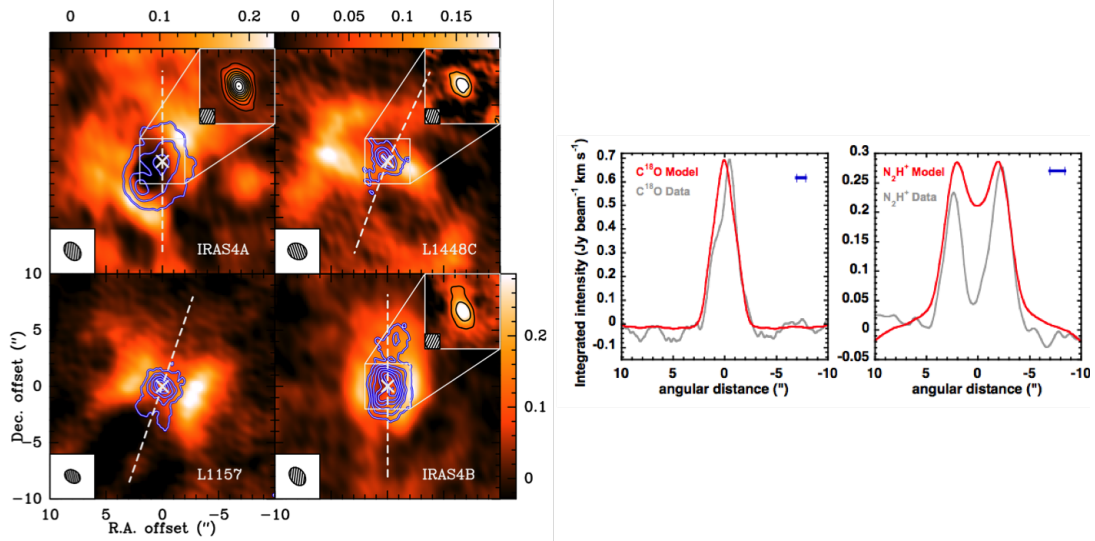 0 0.1 0.2 0 0.05 0.1 0.15
IRAS4A L1448C
10
5
0
−5
−10
Dec. offset (")
L1157 IRAS4B
0.2
0.1
0
10 5 0 −5 −10
R.A. offset (")
Integrated intensity (Jy beam⁻¹ km s⁻¹)
0.7
0.6
0.5
0.4
0.3
0.2
0.1
0
-0.1
C¹⁸O Model
C¹⁸O Data
10 5 0 -5 -10
angular distance (")
0.3
0.25
0.2
0.15
0.1
0.05
0
-0.05
N₂H⁺ Model
N₂H⁺ Data
10 5 0 -5 -10
angular distance (")